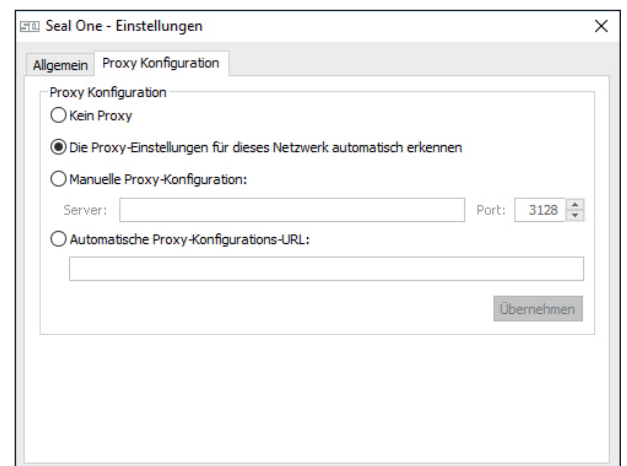 Seal One - Einstellungen
Allgemein Proxy Konfiguration
Proxy Konfiguration
Kein Proxy
Die Proxy-Einstellungen für dieses Netzwerk automatisch erkennen
Manuelle Proxy-Konfiguration:
Server: Port: 3128
Automatische Proxy-Konfigurations-URL:
Übernehmen